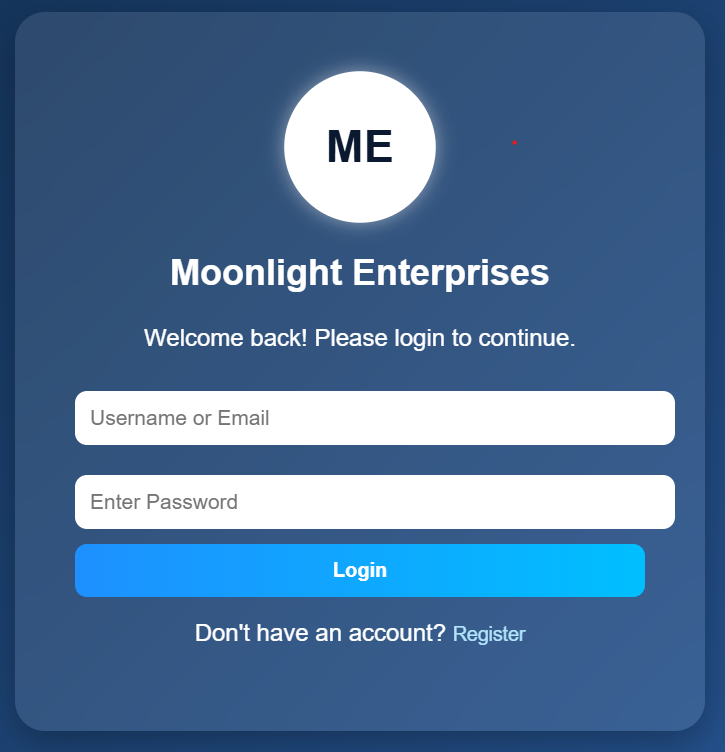 ME
Moonlight Enterprises
Welcome back! Please login to continue.
Username or Email
Enter Password
Login
Don't have an account? Register